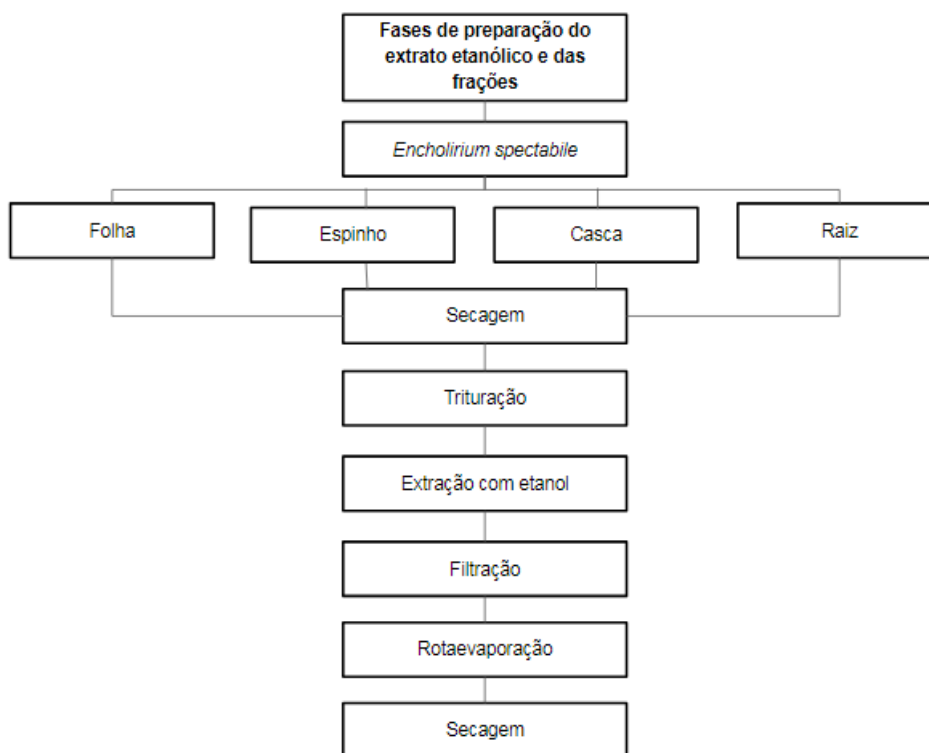 Fases de preparação do
extrato etanólico e das
frações
Encholirium spectabile
Folha
Espinho
Casca
Raiz
Secagem
Trituração
Extração com etanol
Filtração
Rotaevaporação
Secagem